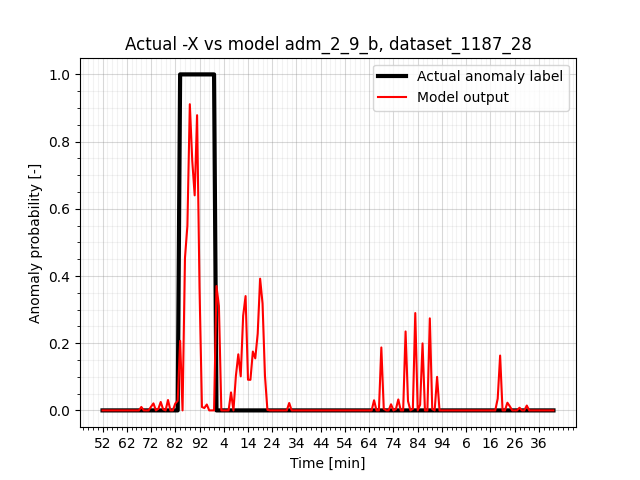 Actual -X vs model adm_2_9_b, dataset_1187_28
Actual anomaly label
Model output
Anomaly probability [-]
1.0
0.8
0.6
0.4
0.2
0.0
52 62 72 82 92 4 14 24 34 44 54 64 74 84 94 6 16 26 36
Time [min]